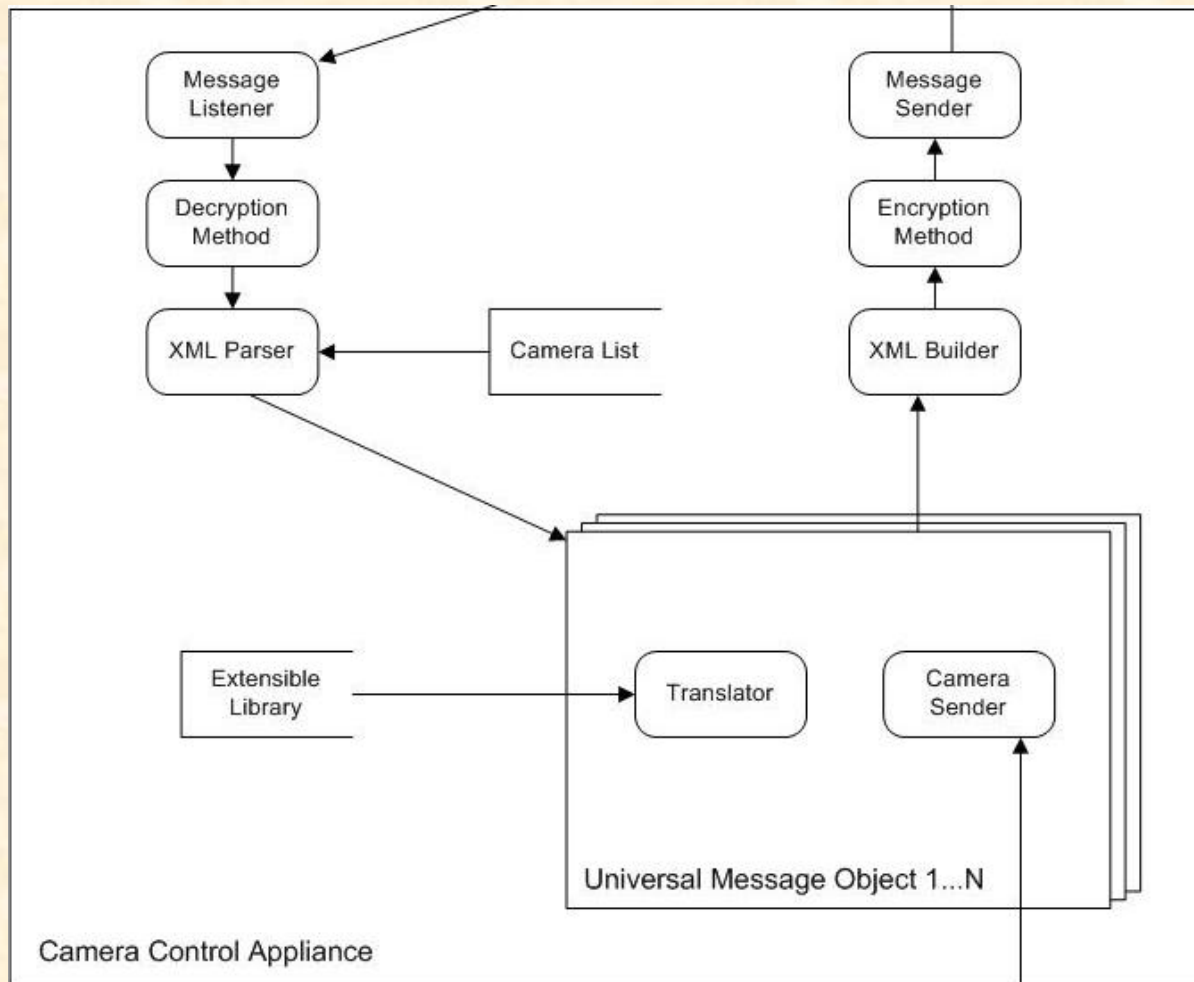 Message
Listener
Message
Sender
Decryption
Method
Encryption
Method
XML Parser
Camera List
XML Builder
Extensible
Library
Translator
Camera
Sender
Universal Message Object 1...N
Camera Control Appliance